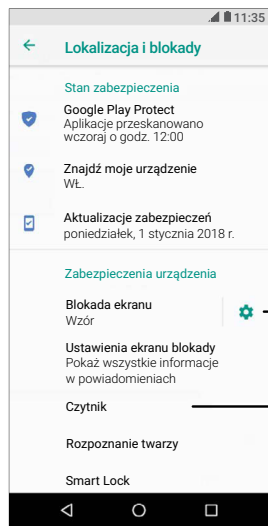 11:35
Lokalizacja i blokady
Stan zabezpieczenia
Google Play Protect
Aplikacje przeskanowano
wczoraj o godz. 12:00
Znajdź moje urządzenie
WŁ.
Aktualizacje zabezpieczeń
poniedziałek, 1 stycznia 2018 r.
Zabezpieczenia urządzenia
Blokada ekranu
Wzór
Ustawienia ekranu blokady
Pokaż wszystkie informacje
w powiadomieniach
Czytnik
Rozpoznanie twarzy
Smart Lock